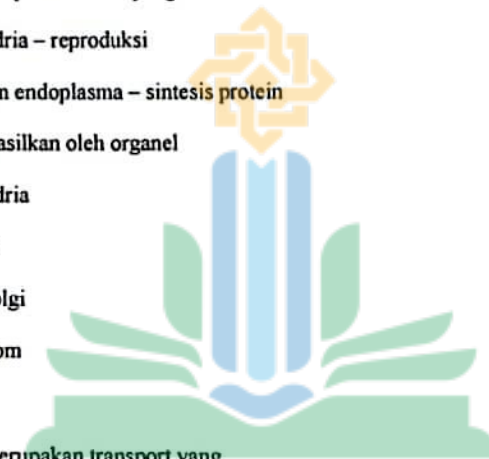 dria – reproduksi
m endoplasma – sintesis protein
asilkan oleh organel
dria
olgi
om
erupakan transport yang